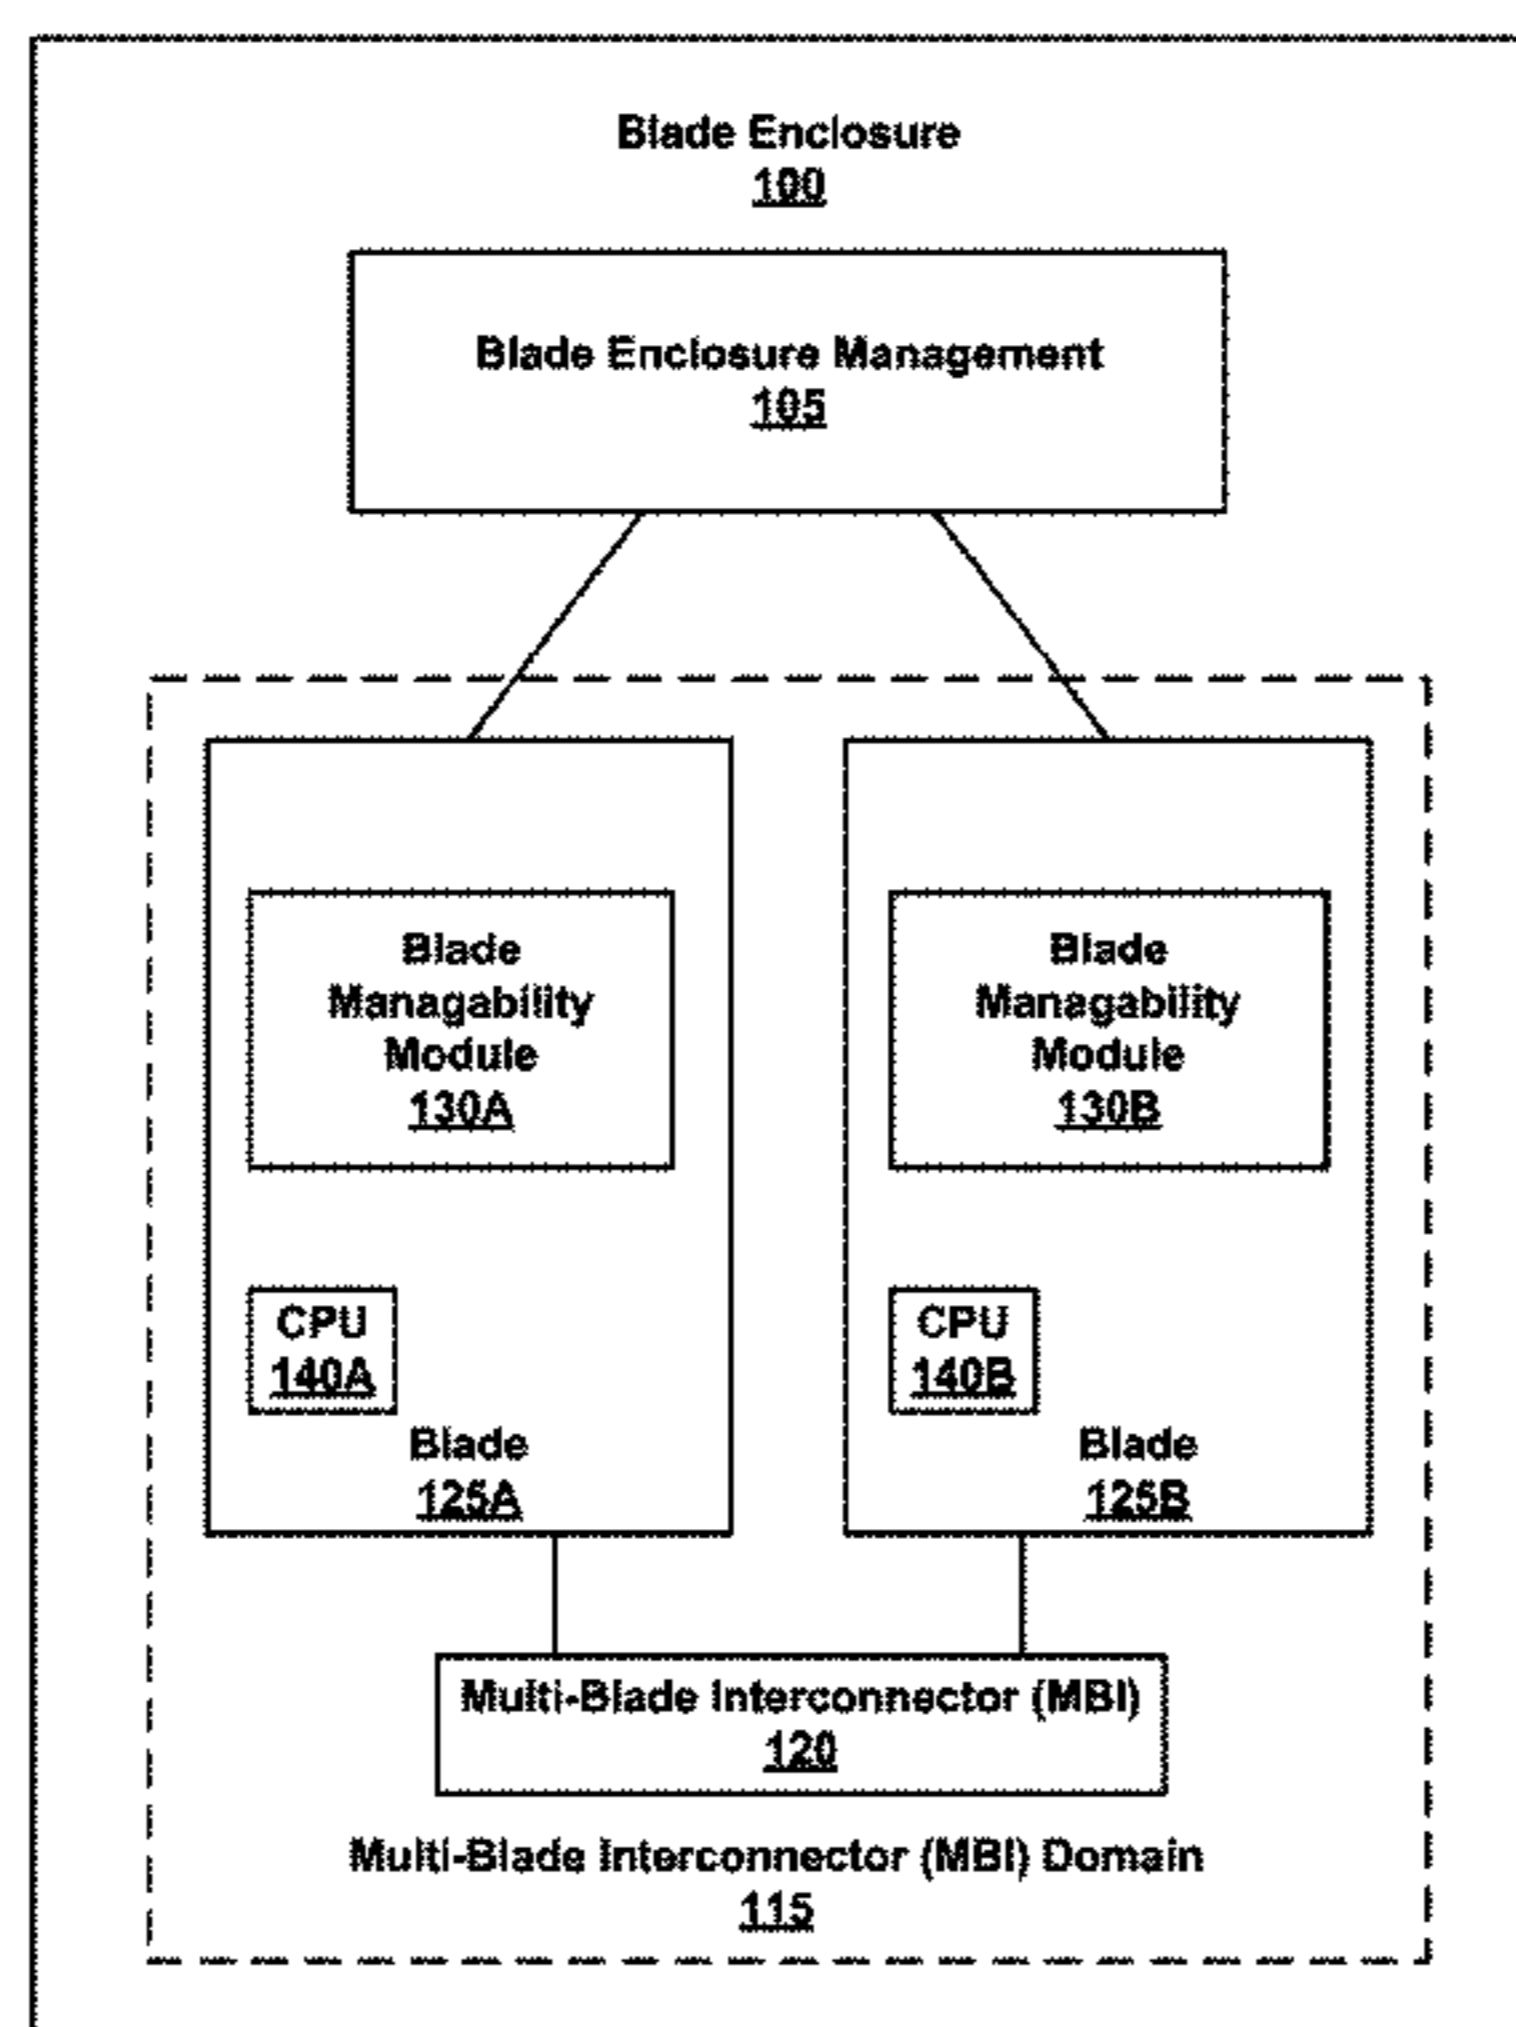 Blade Enclosure
100
Blade Enclosure Management
105
Blade
Managability
Module
130A
CPU
140A
Blade
125A
Blade
Managability
Module
130B
CPU
140B
Blade
125B
Multi-Blade Interconnector (MBI)
120
Multi-Blade Interconnector (MBI) Domain
115